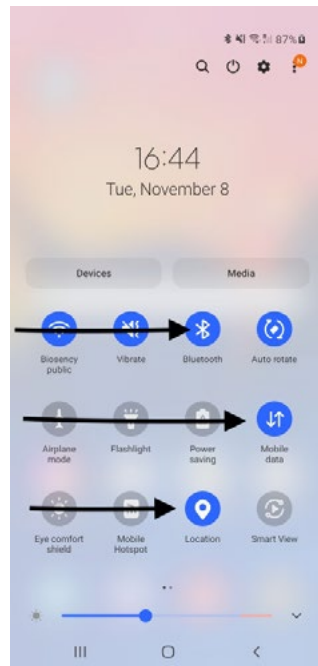 87%
N
16:44
Tue, November 8
Devices
Media
Biosency
public
Vibrate
Bluetooth
Auto rotate
Airplane
mode
Flashlight
Power
saving
Mobile
data
Eye comfort
shield
Mobile
Hotspot
Location
Smart View